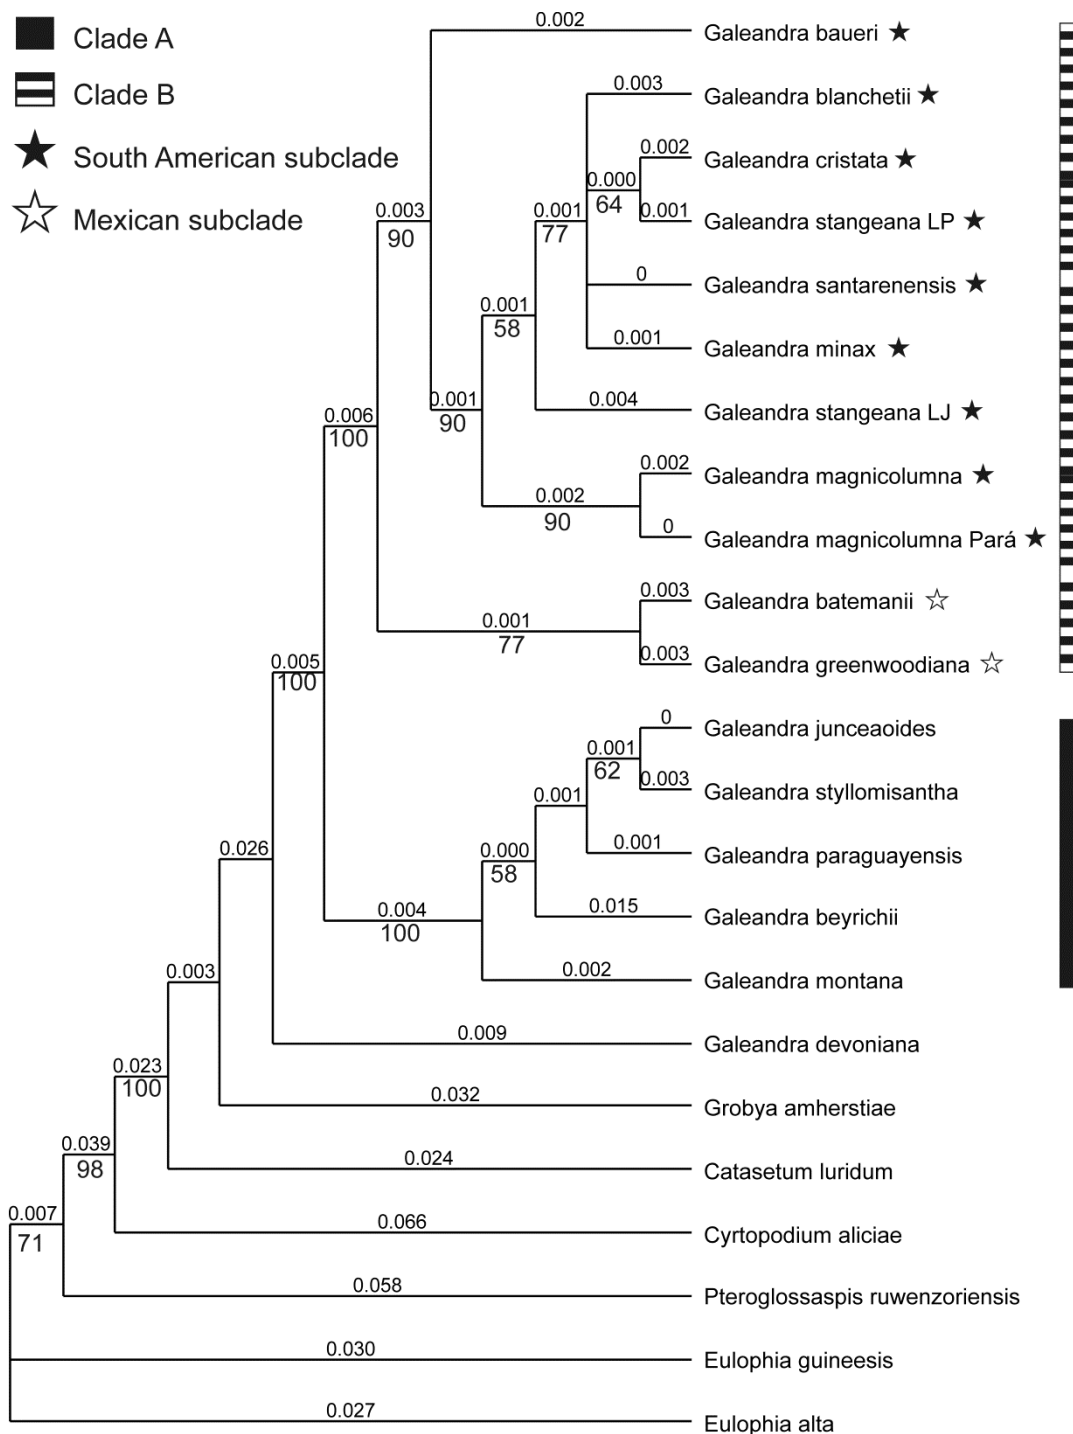 Clade A
Clade B
South American subclade
Mexican subclade
0.002
Galeandra baueri
0.003
Galeandra blanchetii
0.002
Galeandra cristata
0.000
64
0.001
Galeandra stangeana LP
0.003
90
0.001
77
0
Galeandra santarenensis
0.001
58
0.001
Galeandra minax
0.001
90
0.004
Galeandra stangeana LJ
0.006
100
0.002
Galeandra magnicolumna
0.002
90
0
Galeandra magnicolumna Pará
0.003
Galeandra batemanii
0.001
77
0.003
Galeandra greenwoodiana
0.005
100
0
Galeandra junceaoides
0.001
62
0.003
Galeandra styllomisantha
0.001
0.001
Galeandra paraguayensis
0.026
0.000
58
0.015
Galeandra beyrichii
0.004
100
0.002
Galeandra montana
0.003
0.009
Galeandra devoniana
0.023
100
0.032
Grobya amherstiae
0.039
98
0.024
Catasetum luridum
0.007
71
0.066
Cyrtopodium aliciae
0.058
Pteroglossaspis ruwenzoriensis
0.030
Eulophia guineesis
0.027
Eulophia alta